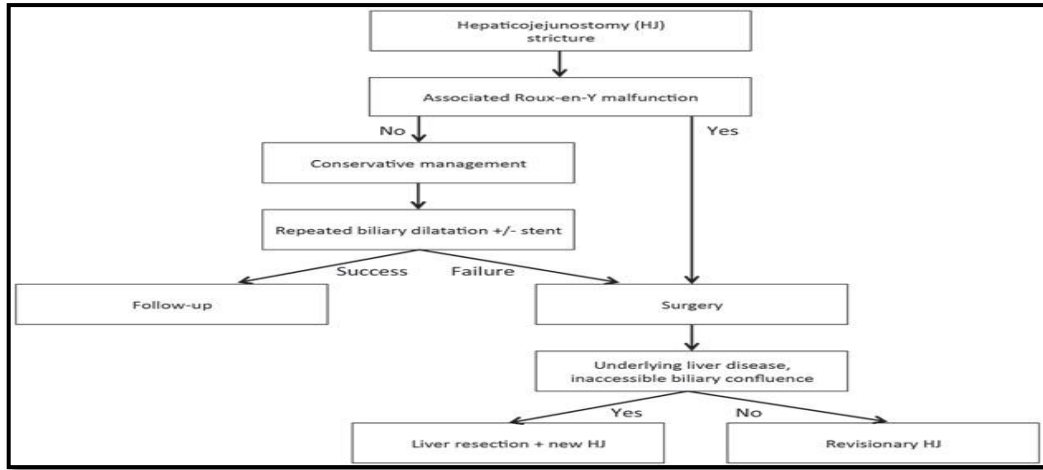 Hepaticojejunostomy (HJ)
stricture
Associated Roux-en-Y malfunction
No
Yes
Conservative management
Repeated biliary dilatation +/- stent
Success
Failure
Follow-up
Surgery
Underlying liver disease,
inaccessible biliary confluence
Yes
No
Liver resection + new HJ
Revisionary HJ